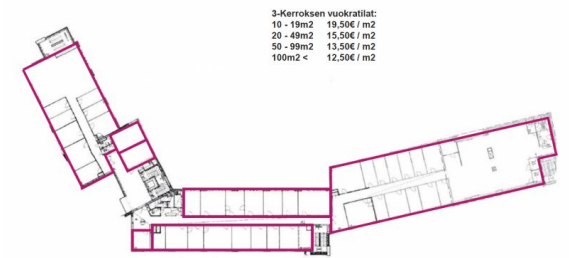 3-Kerroksen vuokratilat:
10 - 19m2 19,50€ / m2
20 - 49m2 15,50€ / m2
50 - 99m2 13,50€ / m2
100m2 < 12,50€ / m2